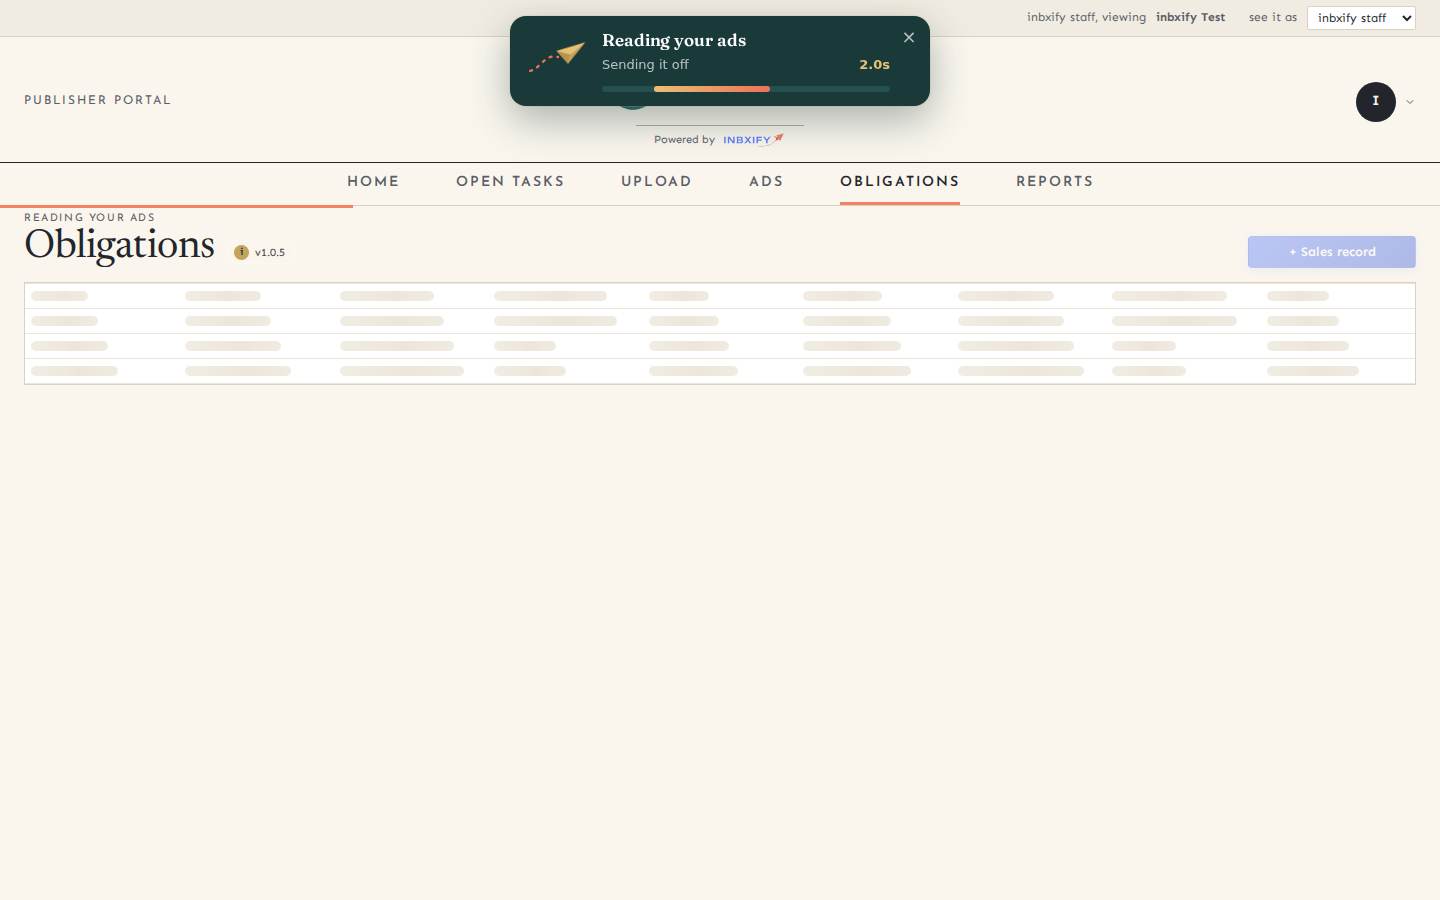 inbxify staff, viewing inbxify Test see it as inbxify staff
Reading your ads
Sending it off 2.0s
PUBLISHER PORTAL
I
Powered by INBXIFY
HOME OPEN TASKS UPLOAD ADS OBLIGATIONS REPORTS
READING YOUR ADS
Obligations i v1.0.5
+ Sales record